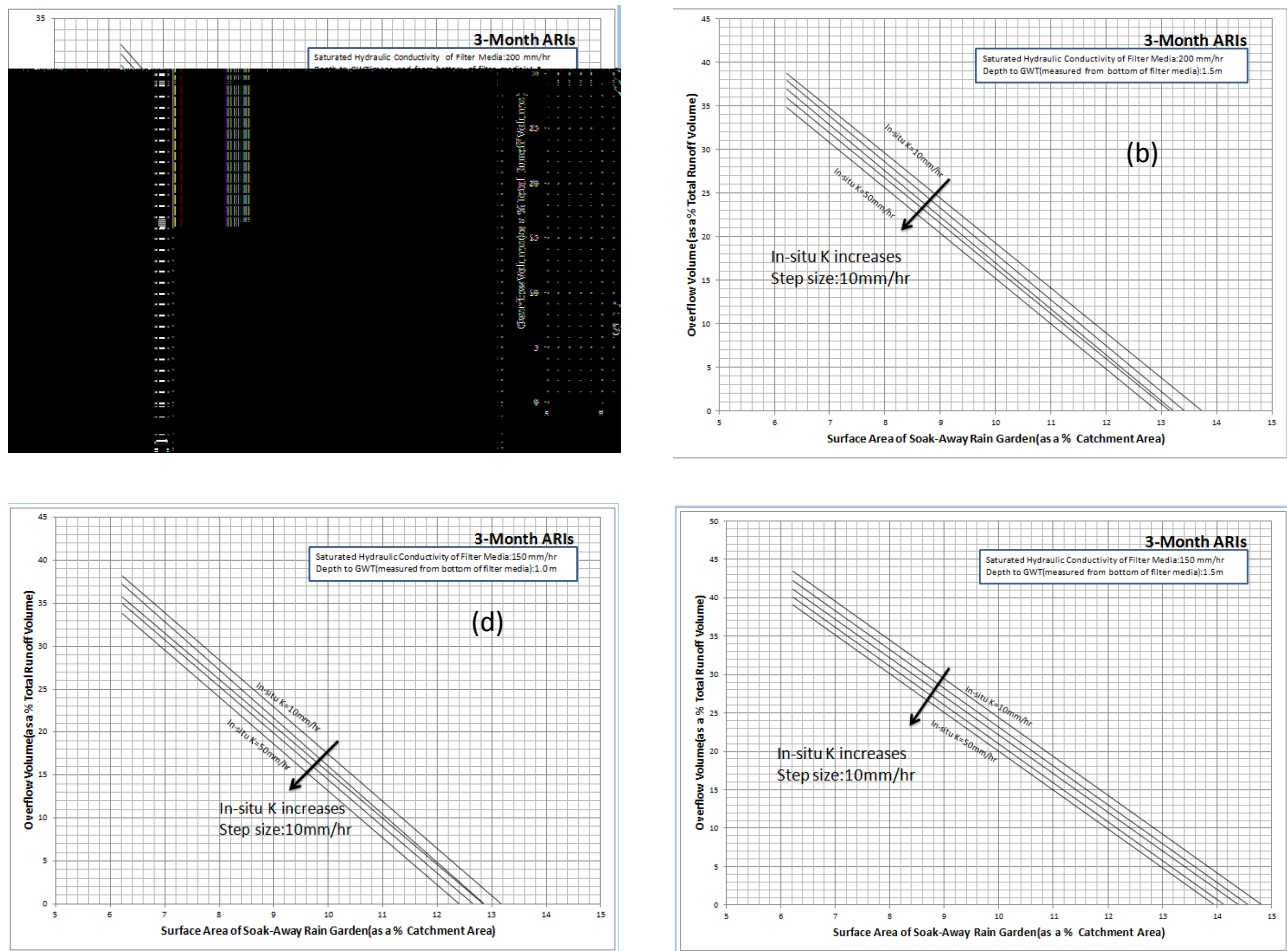 35
3-Month ARIs
Saturated Hydraulic Conductivity of Filter Media:200 mm/hr
45
40
35
30
25
20
15
10
5
0
Overflow Volume(as a % Total Runoff Volume)
3-Month ARIs
Saturated Hydraulic Conductivity of Filter Media:200 mm/hr
Depth to GWT(measured from bottom of filter media):1.5m
In-situ K=10mm/hr
(b)
In-situ K=50mm/hr
In-situ K increases
Step size:10mm/hr
5 6 7 8 9 10 11 12 13 14 15
Surface Area of Soak-Away Rain Garden(as a % Catchment Area)
45
40
35
30
25
20
15
10
5
0
Overflow Volume(as a % Total Runoff Volume)
3-Month ARIs
Saturated Hydraulic Conductivity of Filter Media:150 mm/hr
Depth to GWT(measured from bottom of filter media):1.0 m
(d)
In-situ K=10mm/hr
In-situ K=50mm/hr
In-situ K increases
Step size:10mm/hr
5 6 7 8 9 10 11 12 13 14 15
Surface Area of Soak-Away Rain Garden(as a % Catchment Area)
50
45
40
35
30
25
20
15
10
5
0
Overflow Volume(as a % Total Runoff Volume)
3-Month ARIs
Saturated Hydraulic Conductivity of Filter Media:150 mm/hr
Depth to GWT(measured from bottom of filter media):1.5m
In-situ K=10mm/hr
In-situ K=50mm/hr
In-situ K increases
Step size:10mm/hr
5 6 7 8 9 10 11 12 13 14 15
Surface Area of Soak-Away Rain Garden(as a % Catchment Area)